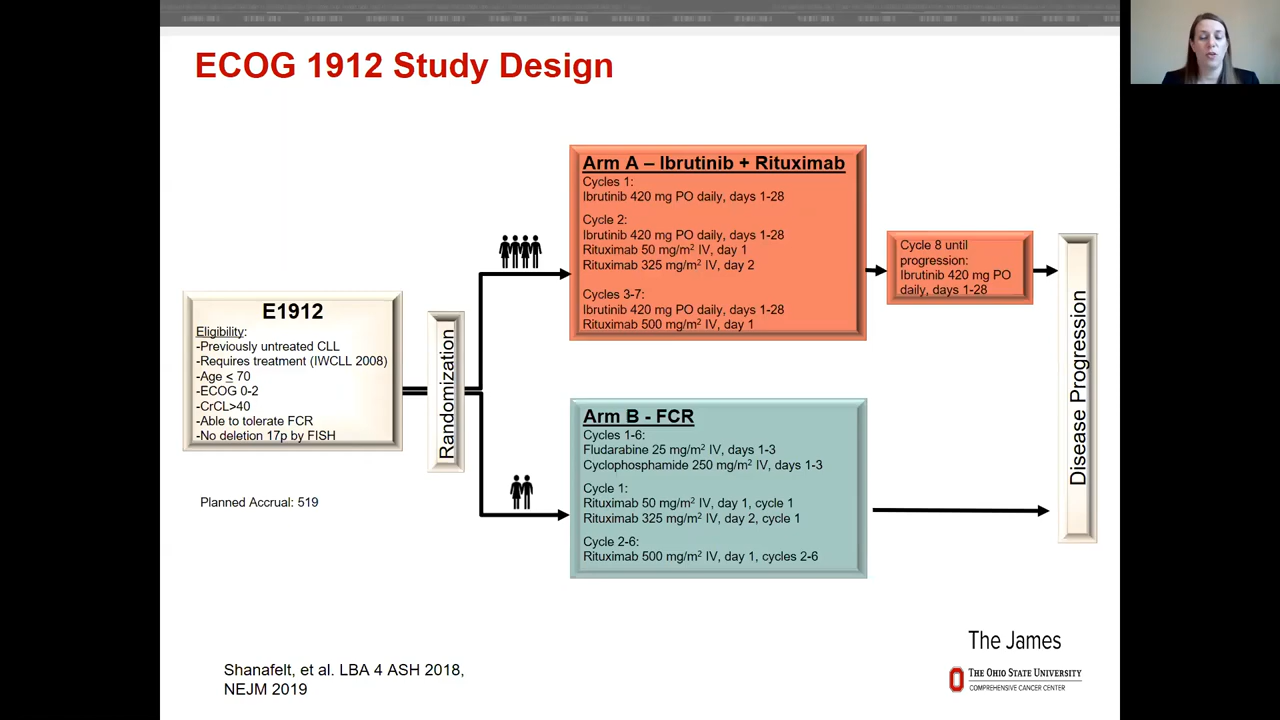 ECOG 1912 Study Design
E1912
Eligibility:
-Previously untreated CLL
-Requires treatment (IWCLL 2008)
-Age < 70
-ECOG 0-2
-CrCL>40
-Able to tolerate FCR
-No deletion 17p by FISH
Planned Accrual: 519
Randomization
Arm A – Ibrutinib + Rituximab
Cycles 1:
Ibrutinib 420 mg PO daily, days 1-28
Cycle 2:
Ibrutinib 420 mg PO daily, days 1-28
Rituximab 50 mg/m² IV, day 1
Rituximab 325 mg/m² IV, day 2
Cycles 3-7:
Ibrutinib 420 mg PO daily, days 1-28
Rituximab 500 mg/m² IV, day 1
Cycle 8 until
progression:
Ibrutinib 420 mg PO
daily, days 1-28
Arm B - FCR
Cycles 1-6:
Fludarabine 25 mg/m² IV, days 1-3
Cyclophosphamide 250 mg/m² IV, days 1-3
Cycle 1:
Rituximab 50 mg/m² IV, day 1, cycle 1
Rituximab 325 mg/m² IV, day 2, cycle 1
Cycle 2-6:
Rituximab 500 mg/m² IV, day 1, cycles 2-6
Disease Progression
Shanafelt, et al. LBA 4 ASH 2018,
NEJM 2019
The James
THE OHIO STATE UNIVERSITY
COMPREHENSIVE CANCER CENTER